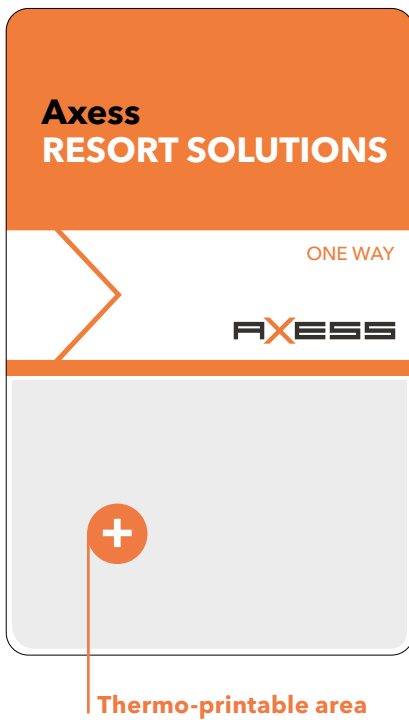 Axess
RESORT SOLUTIONS
ONE WAY
AXESS
Thermo-printable area